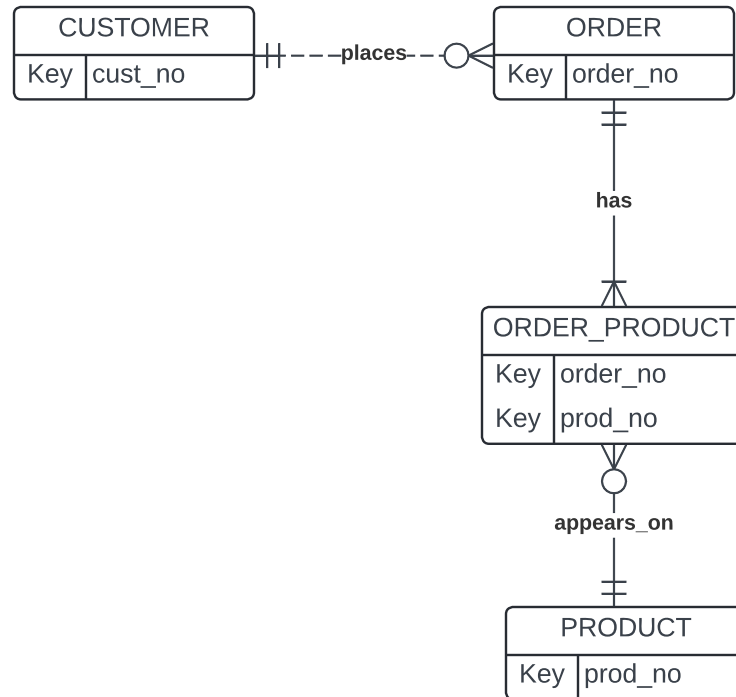 CUSTOMER
Key cust_no
places
ORDER
Key order_no
has
ORDER_PRODUCT
Key order_no
Key prod_no
appears_on
PRODUCT
Key prod_no